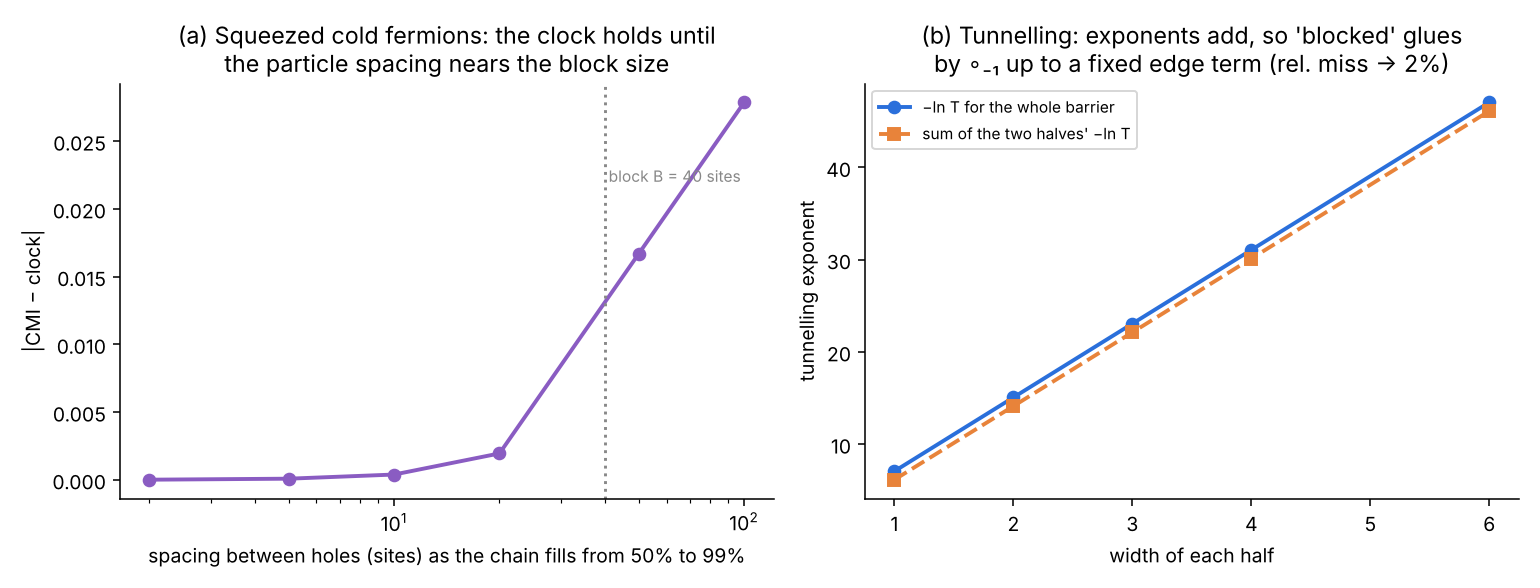 (a) Squeezed cold fermions: the clock holds until
the particle spacing nears the block size
|CMI − clock|
0.025
0.020
0.015
0.010
0.005
0.000
block B = 40 sites
10¹
10²
spacing between holes (sites) as the chain fills from 50% to 99%
(b) Tunnelling: exponents add, so 'blocked' glues
by ∘₋₁ up to a fixed edge term (rel. miss → 2%)
−ln T for the whole barrier
sum of the two halves' −ln T
tunnelling exponent
40
30
20
10
1
2
3
4
5
6
width of each half